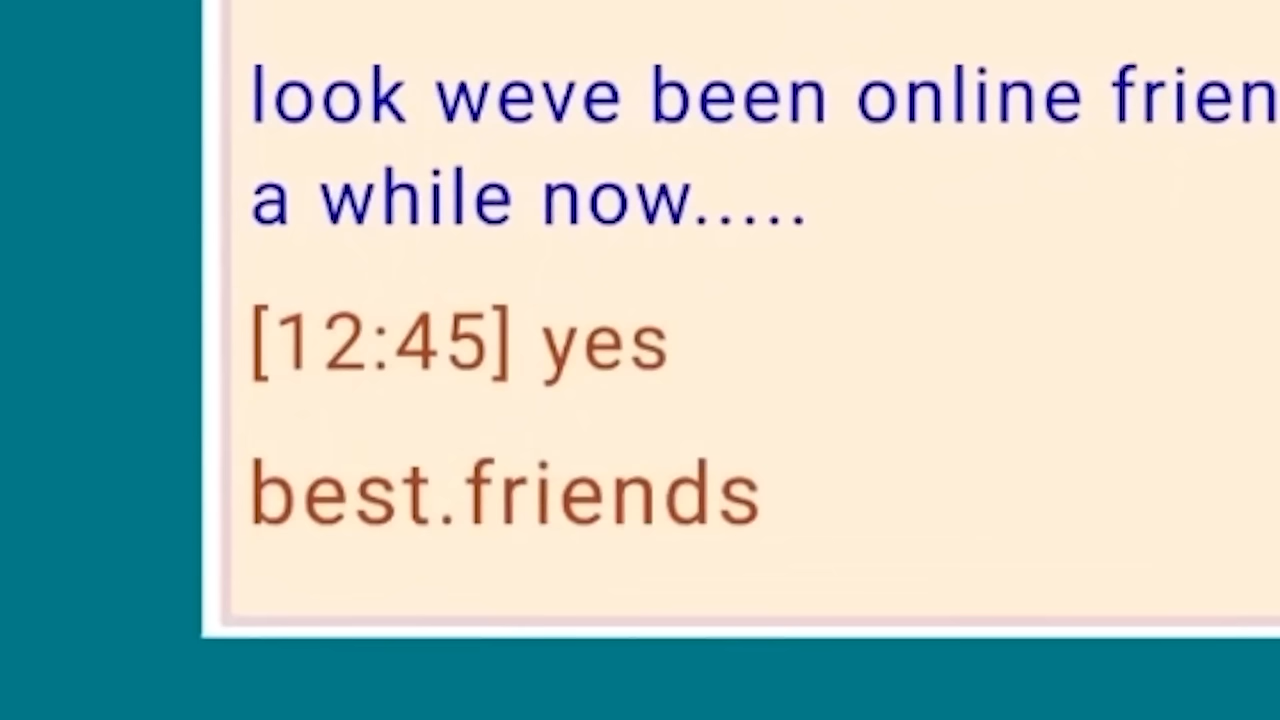 look weve been online frien
a while now.....
[12:45] yes
best.friends